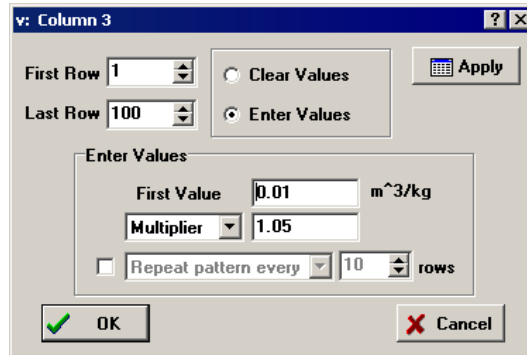 v: Column 3
First Row 1
Last Row 100
Clear Values
Enter Values
Apply
Enter Values
First Value 0.01 m^3/kg
Multiplier 1.05
Repeat pattern every 10 rows
OK
Cancel